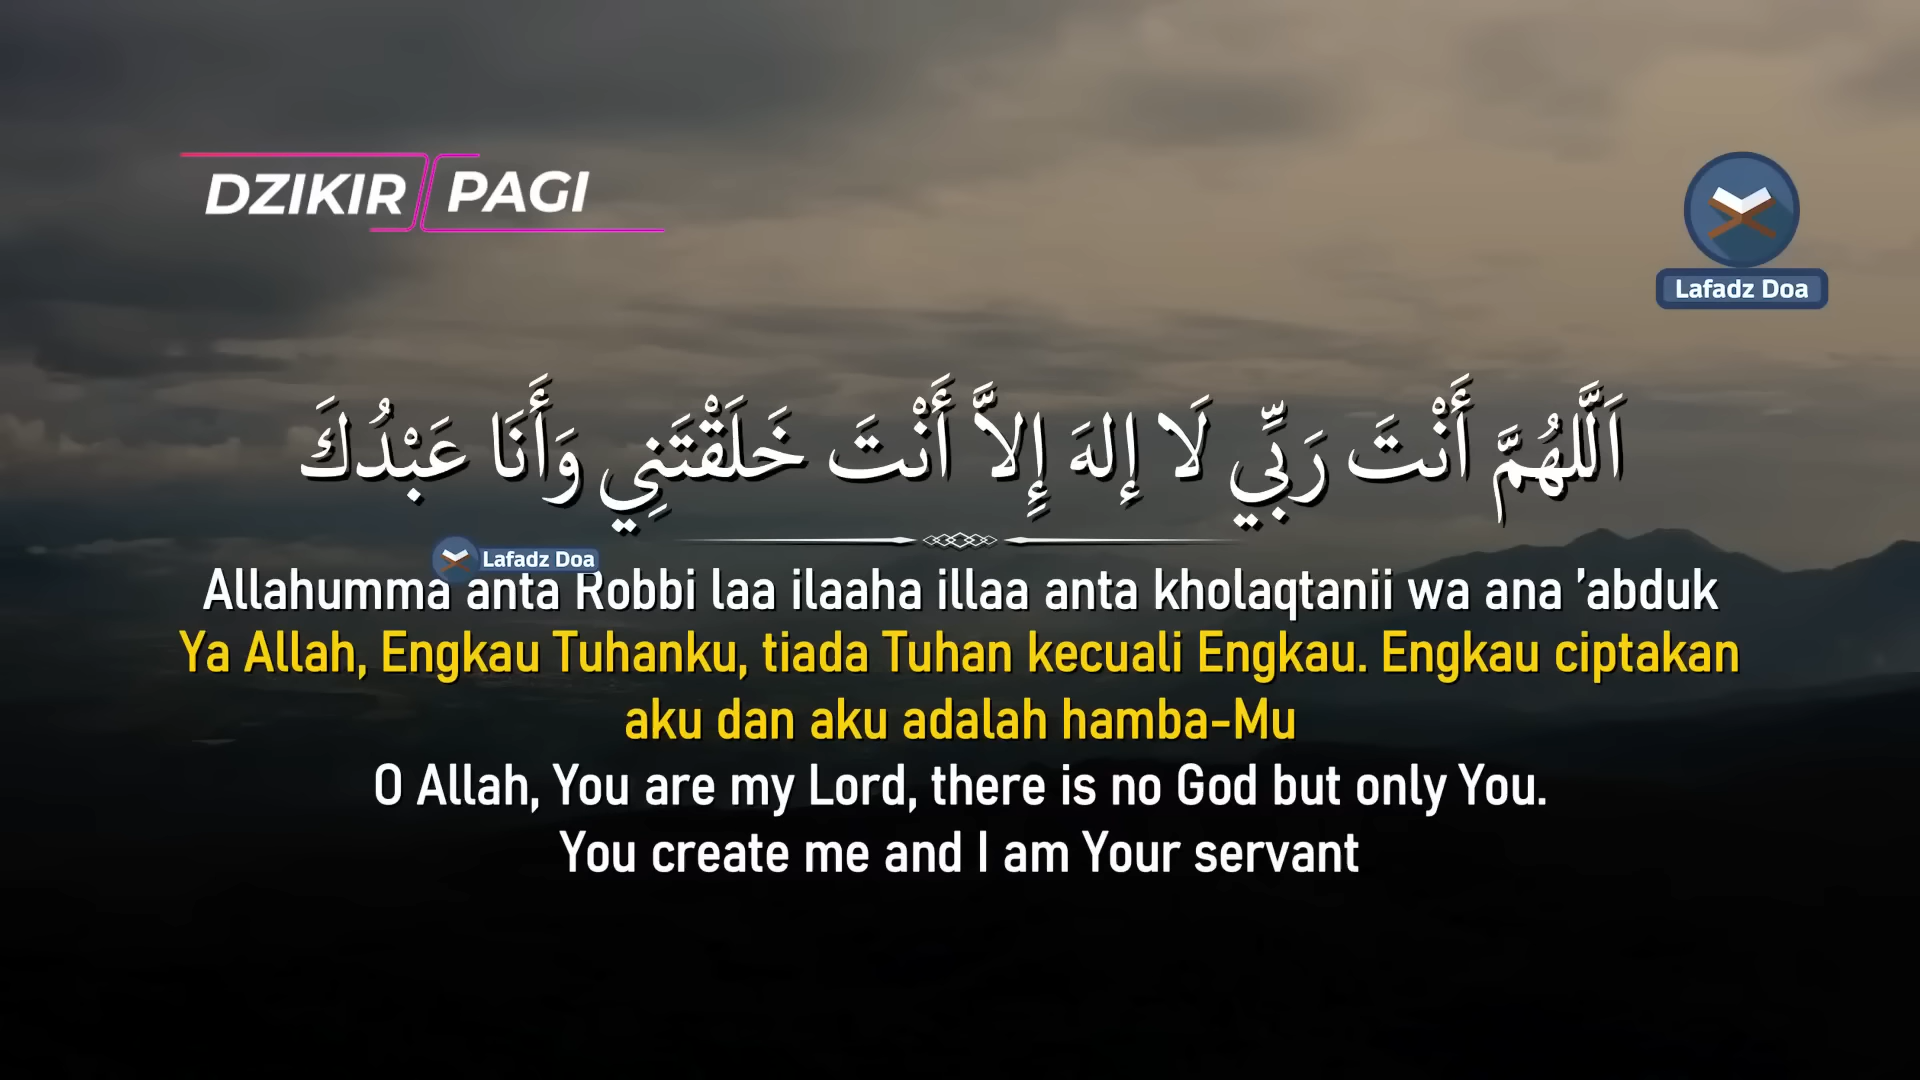 DZIKIR PAGI
Lafadz Doa
اَللَّهُمَّ أَنْتَ رَبِّي لَا إِلهَ إِلاَّ أَنْتَ خَلَقْتَنِي وَأَنَا عَبْدُكَ
Lafadz Doa
Allahumma anta Robbi laa ilaaha illaa anta kholaqtanii wa ana ’abduk
Ya Allah, Engkau Tuhanku, tiada Tuhan kecuali Engkau. Engkau ciptakan
aku dan aku adalah hamba-Mu
O Allah, You are my Lord, there is no God but only You.
You create me and I am Your servant